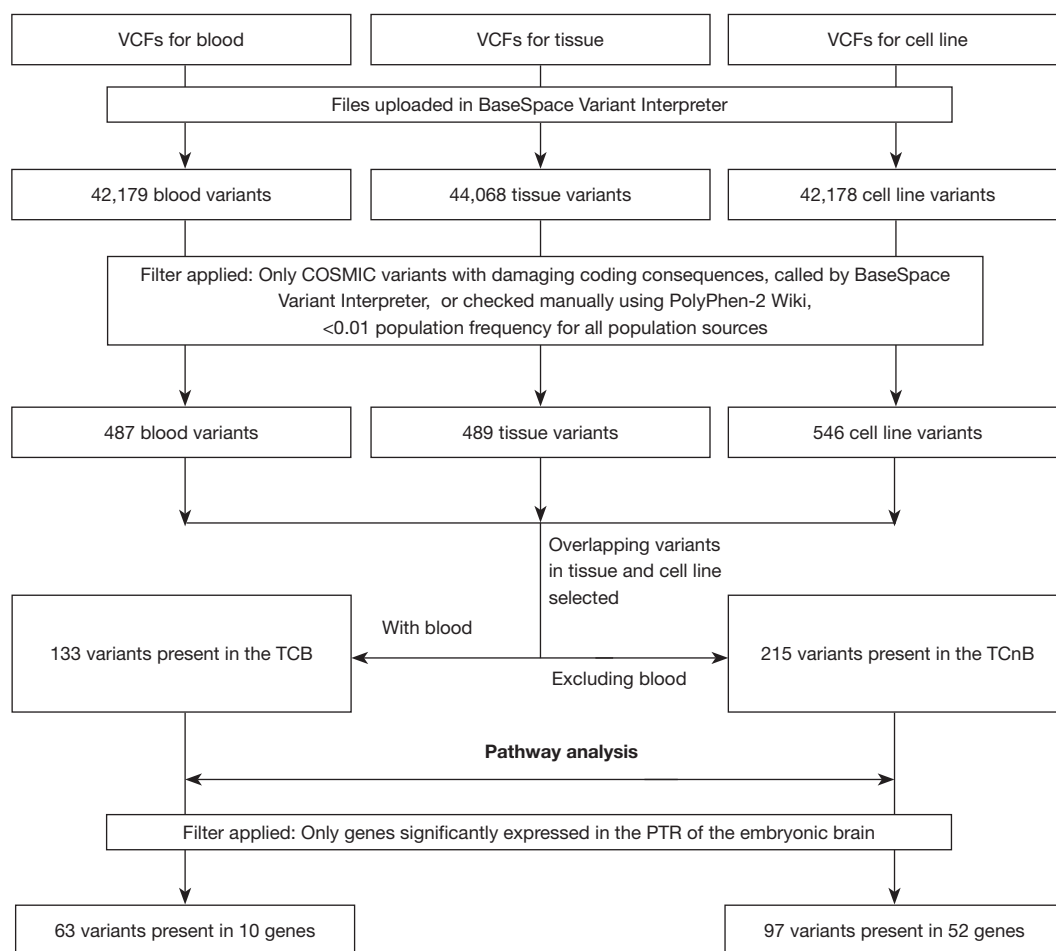 VCFs for blood
VCFs for tissue
VCFs for cell line
Files uploaded in BaseSpace Variant Interpreter
42,179 blood variants
44,068 tissue variants
42,178 cell line variants
Filter applied: Only COSMIC variants with damaging coding consequences, called by BaseSpace
Variant Interpreter, or checked manually using PolyPhen-2 Wiki,
<0.01 population frequency for all population sources
487 blood variants
489 tissue variants
546 cell line variants
Overlapping variants
in tissue and cell line
selected
With blood
133 variants present in the TCB
215 variants present in the TCnB
Excluding blood
Pathway analysis
Filter applied: Only genes significantly expressed in the PTR of the embryonic brain
63 variants present in 10 genes
97 variants present in 52 genes